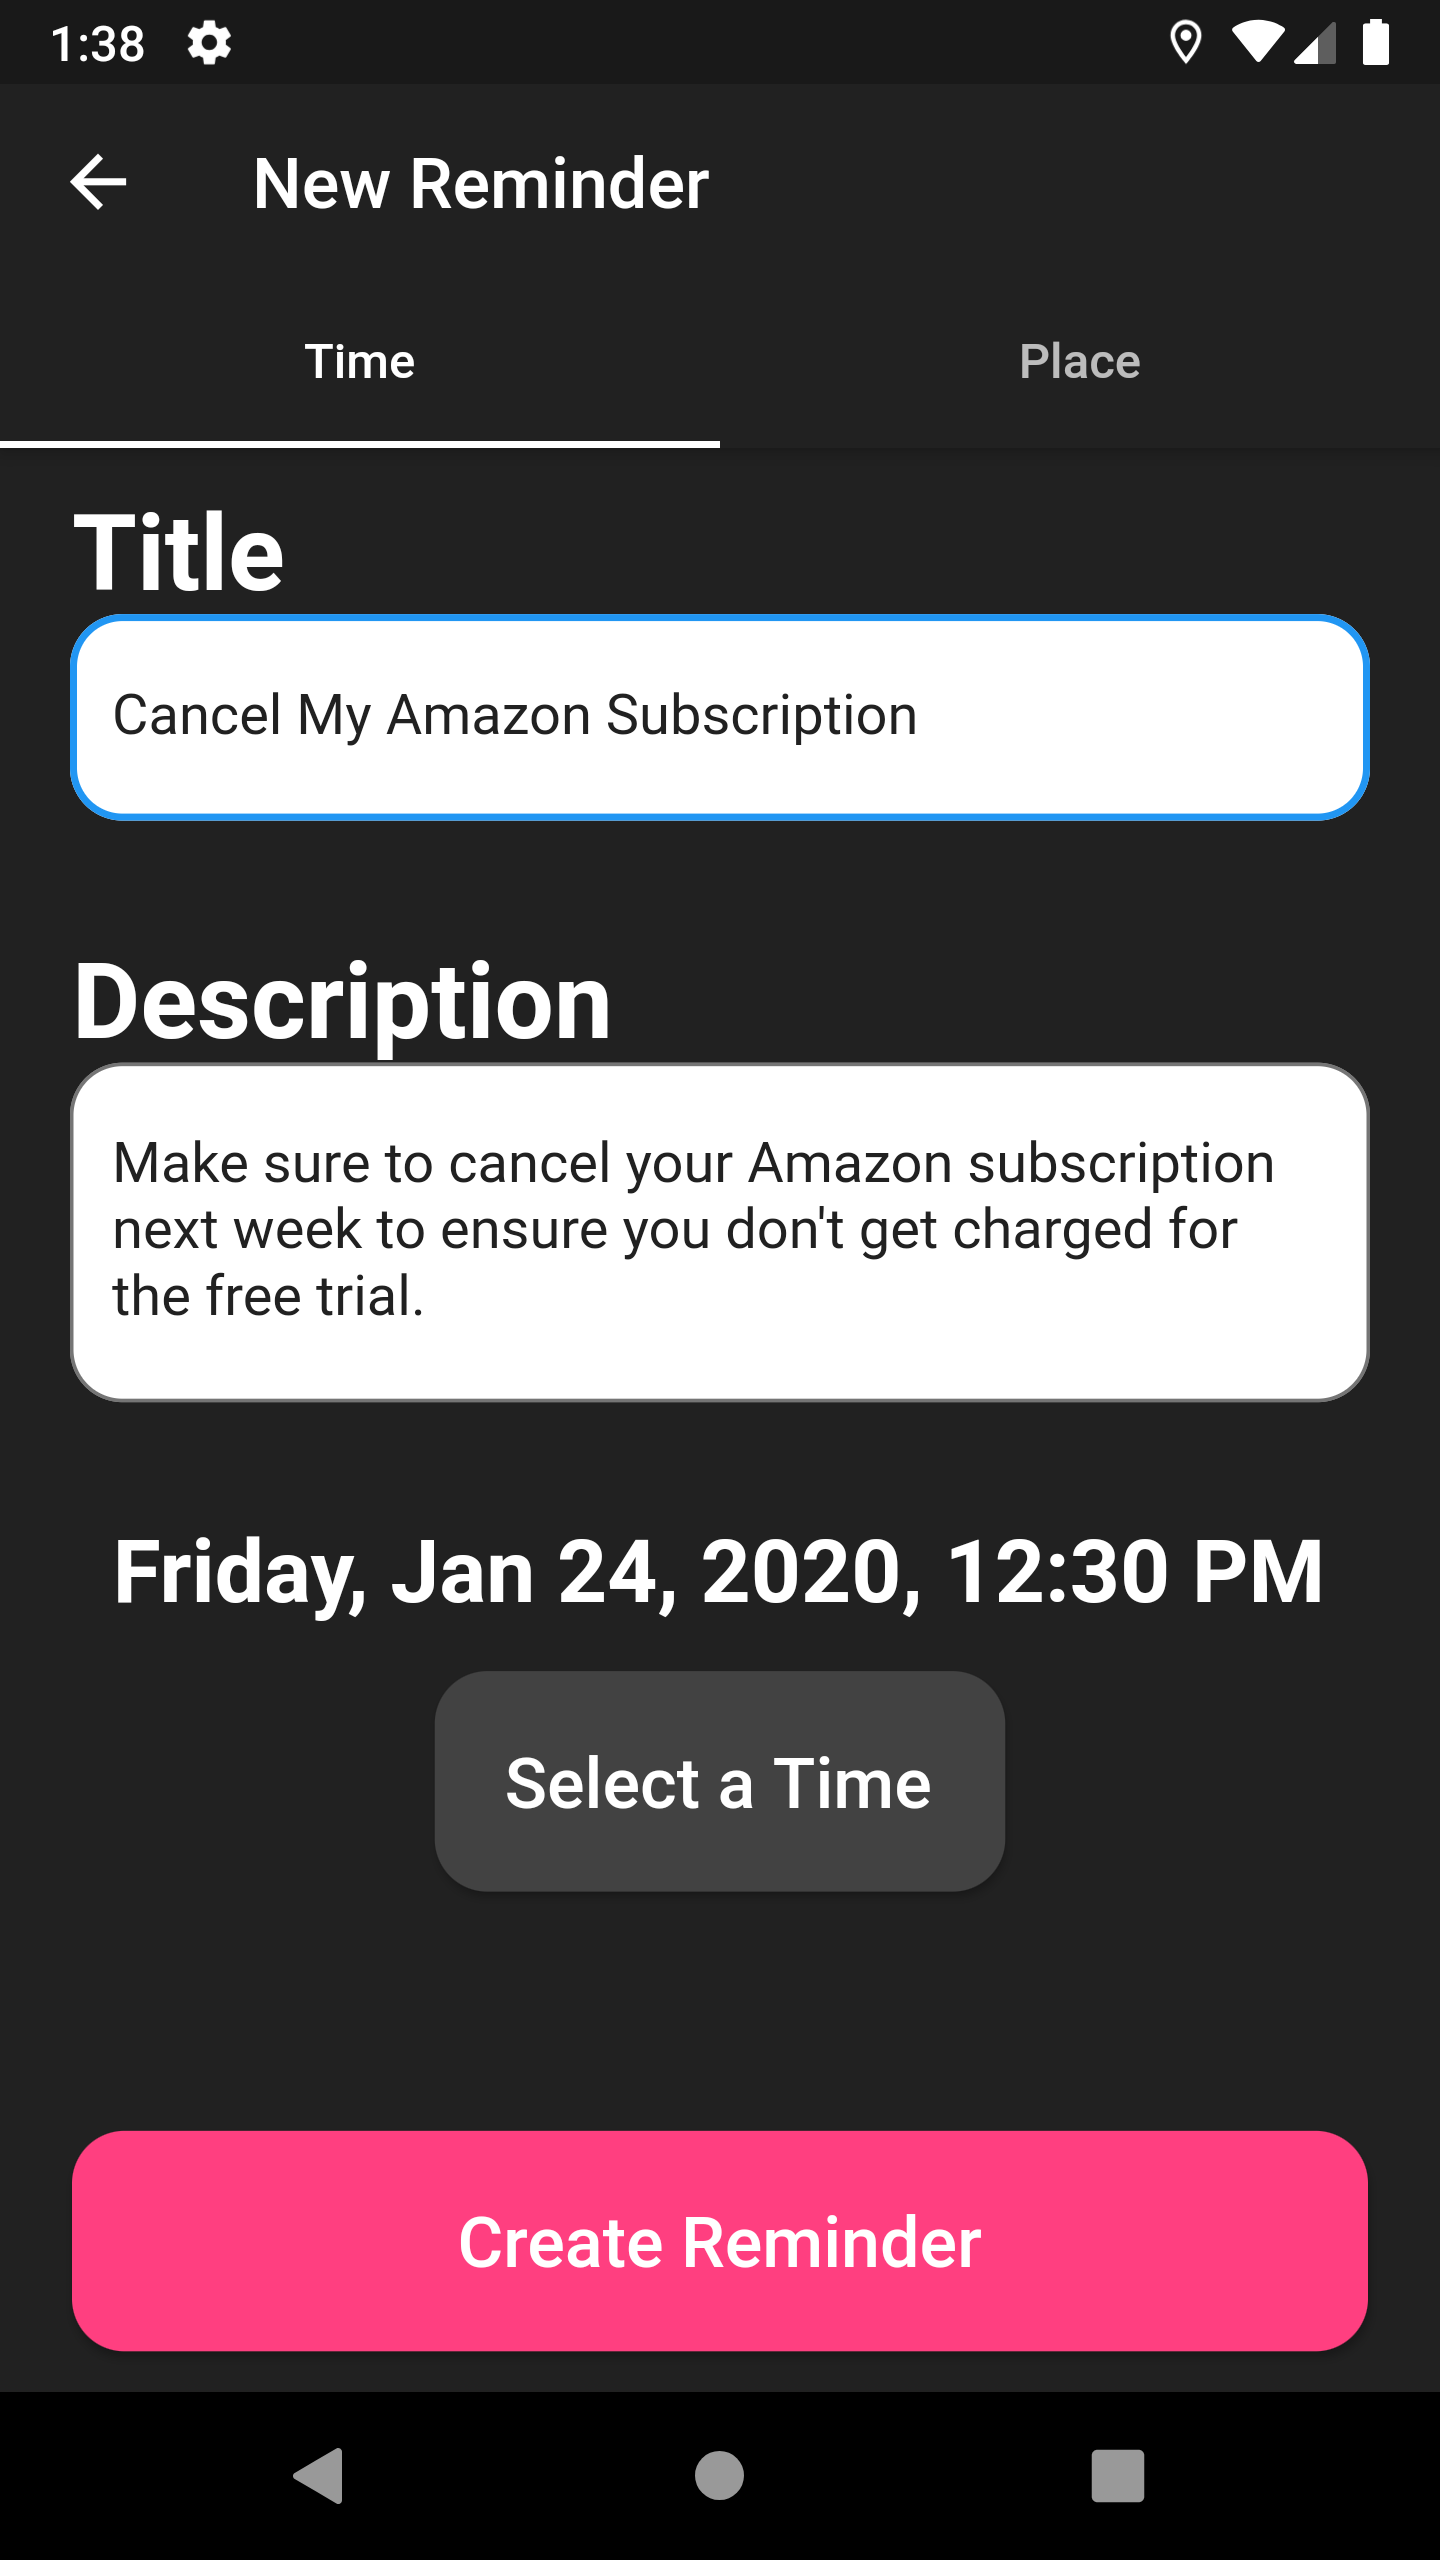 1:38
New Reminder
Time
Place
Title
Cancel My Amazon Subscription
Description
Make sure to cancel your Amazon subscription
next week to ensure you don't get charged for
the free trial.
Friday, Jan 24, 2020, 12:30 PM
Select a Time
Create Reminder